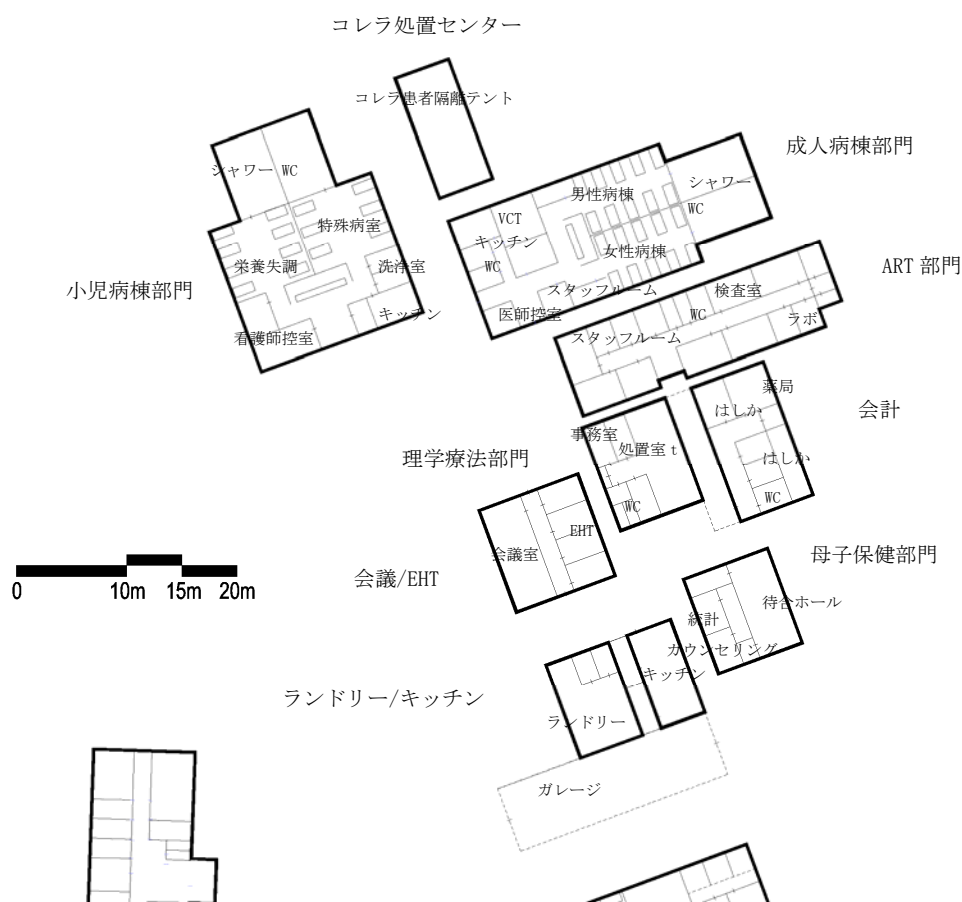 コレラ処置センター
コレラ患者隔離テント
成人病棟部門
シャワー WC
男性病棟
シャワー
WC
VCT
キッチン
WC
特殊病室
女性病棟
栄養失調
洗浄室
ART 部門
小児病棟部門
スタッフルーム
検査室
キッチン
医師控室
WC
ラボ
看護師控室
スタッフルーム
薬局
はしか
会計
事務室
処置室 t
理学療法部門
はしか
WC
WC
EHT
会議室
母子保健部門
会議/EHT
0 10m 15m 20m
待合ホール
統計
カウンセリング
キッチン
ランドリー/キッチン
ランドリー
ガレージ